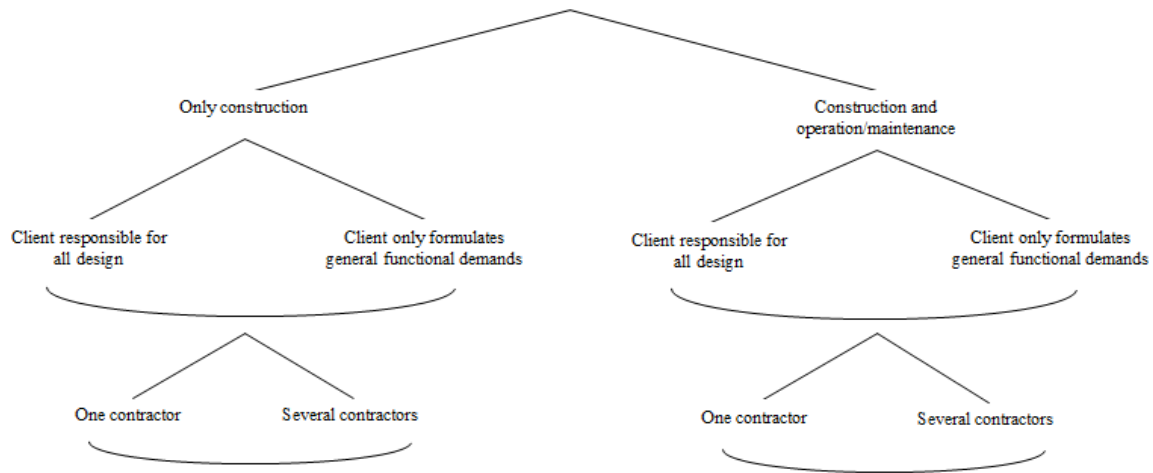 Only construction
Construction and
operation/maintenance
Client responsible for
all design
Client only formulates
general functional demands
Client responsible for
all design
Client only formulates
general functional demands
One contractor
Several contractors
One contractor
Several contractors